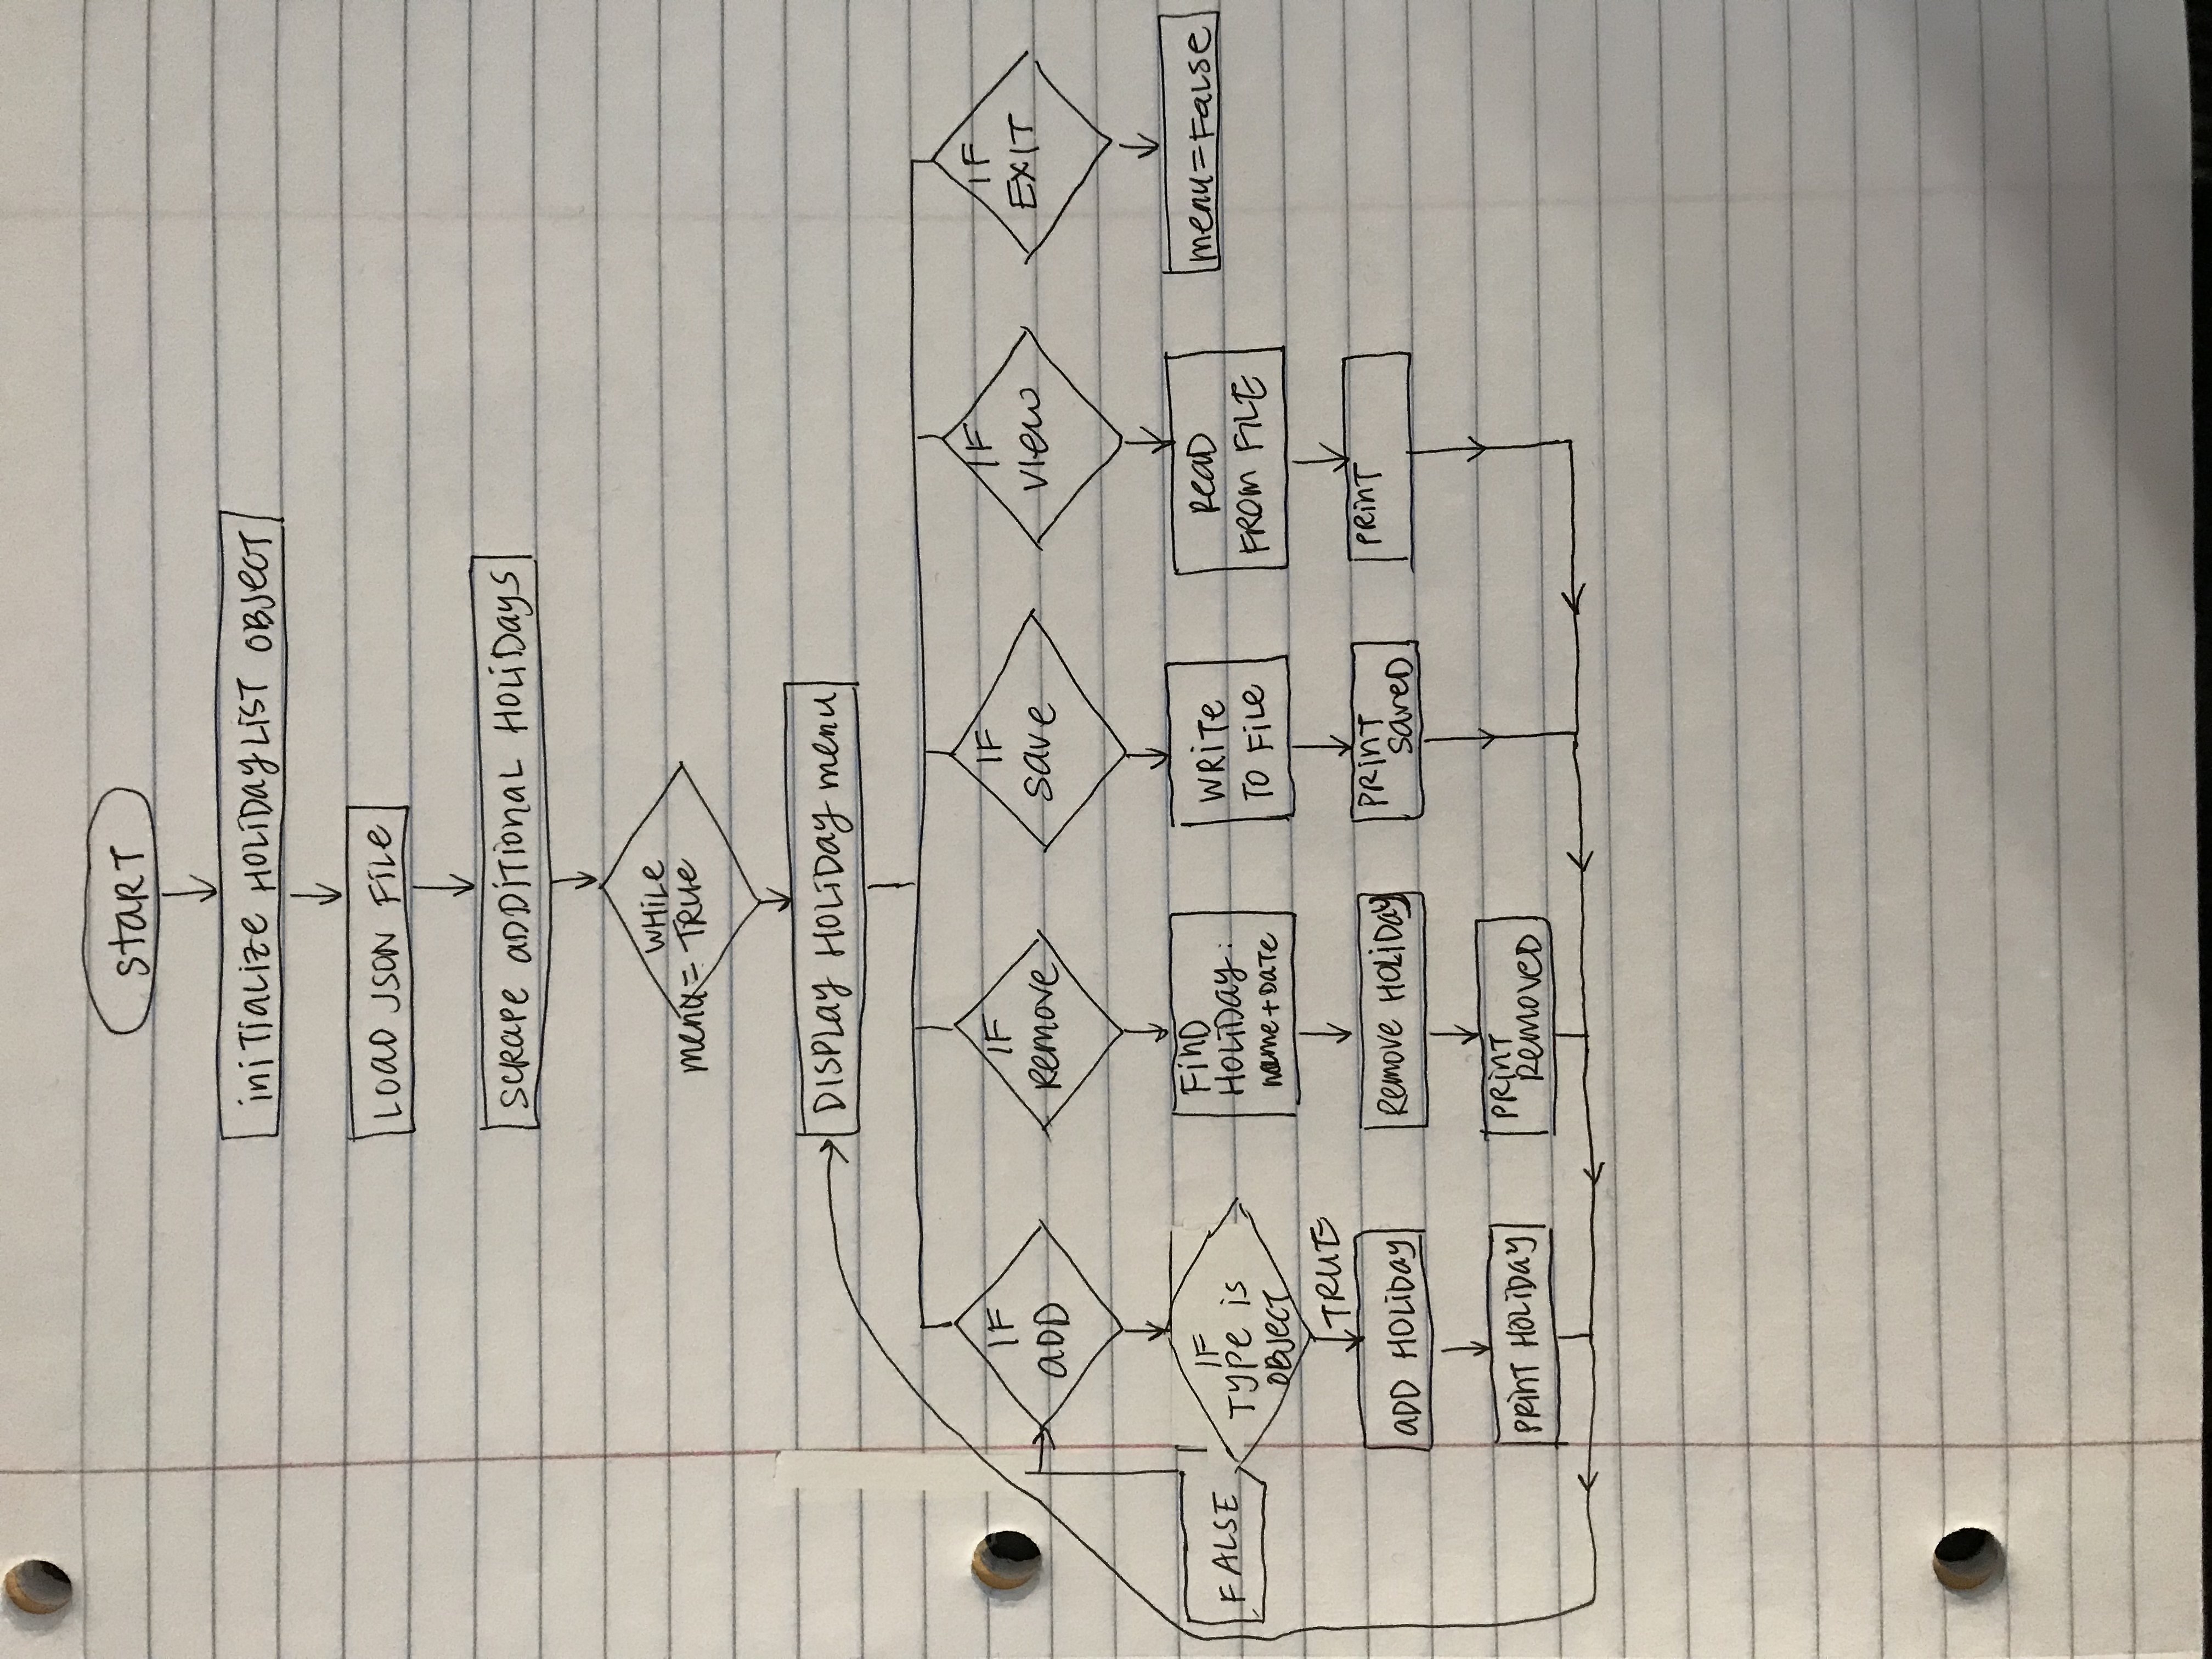 START
INITIALIZE HOLIDAYLIST OBJECT
LOAD JSON FILE
SCRAPE ADDITIONAL HOLIDAYS
WHILE
menu = TRUE
DISPLAY HOLIDAY menu
IF
ADD
IF
Remove
IF
save
IF
VIEW
IF
EXIT
FALSE
IF
TYPE is
OBJECT
TRUE
ADD HOLIDAY
PRINT HOLIDAY
FIND
HOLIDAY:
name + DATE
Remove HOLIDAY
PRINT
REMOVED
WRITE
TO FILE
PRINT
SAVED
READ
FROM FILE
PRINT
menu = FALSE